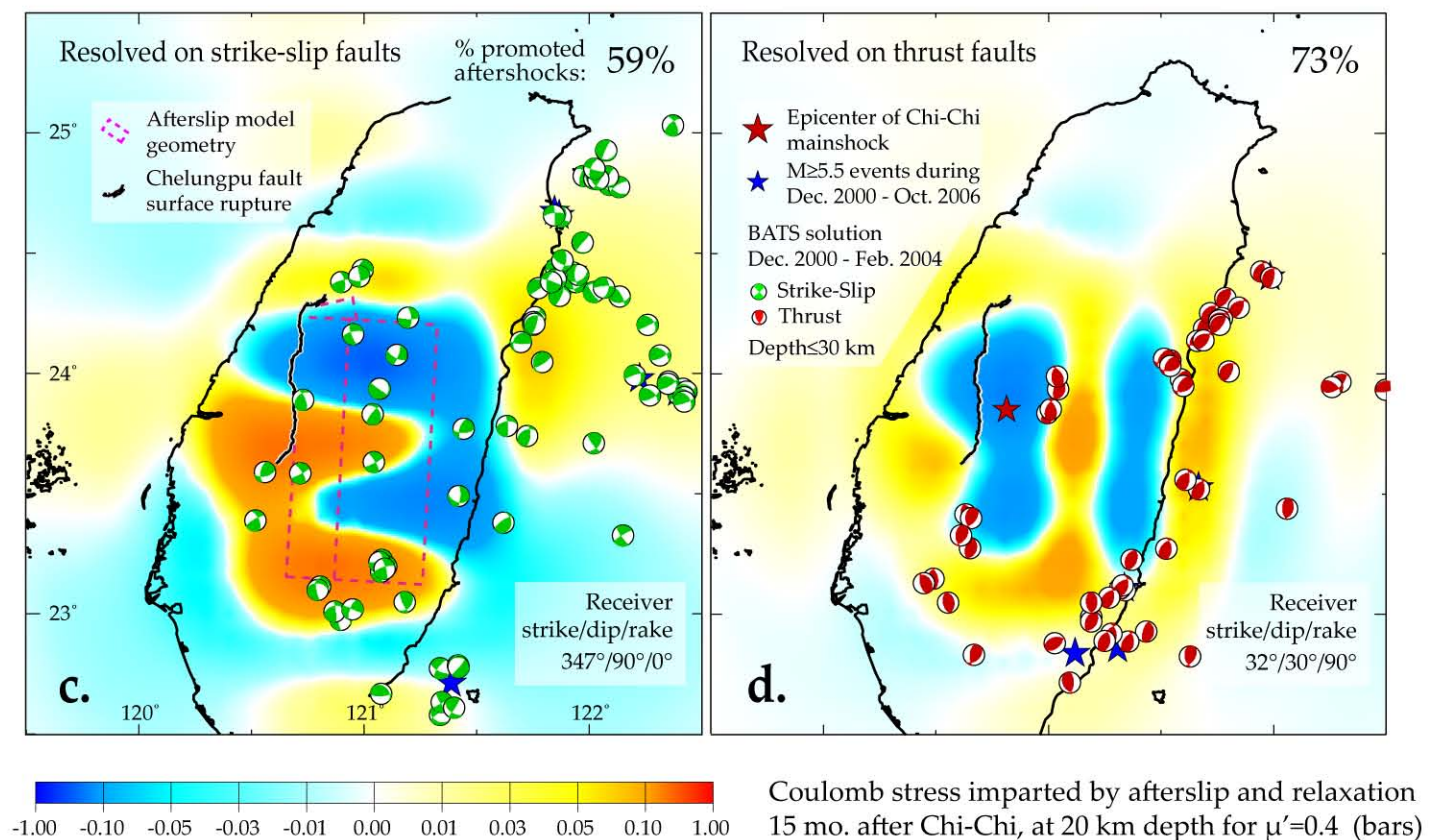 Resolved on strike-slip faults
% promoted
aftershocks:
59%
Afterslip model
geometry
Chelungpu fault
surface rupture
25°
24°
23°
120°
121°
122°
Receiver
strike/dip/rake
347°/90°/0°
c.
Resolved on thrust faults
73%
Epicenter of Chi-Chi
mainshock
M≥5.5 events during
Dec. 2000 - Oct. 2006
BATS solution
Dec. 2000 - Feb. 2004
Strike-Slip
Thrust
Depth≤30 km
Receiver
strike/dip/rake
32°/30°/90°
d.
-1.00 -0.10 -0.05 -0.03 -0.01 0.00 0.01 0.03 0.05 0.10 1.00
Coulomb stress imparted by afterslip and relaxation
15 mo. after Chi-Chi, at 20 km depth for μ'=0.4 (bars)